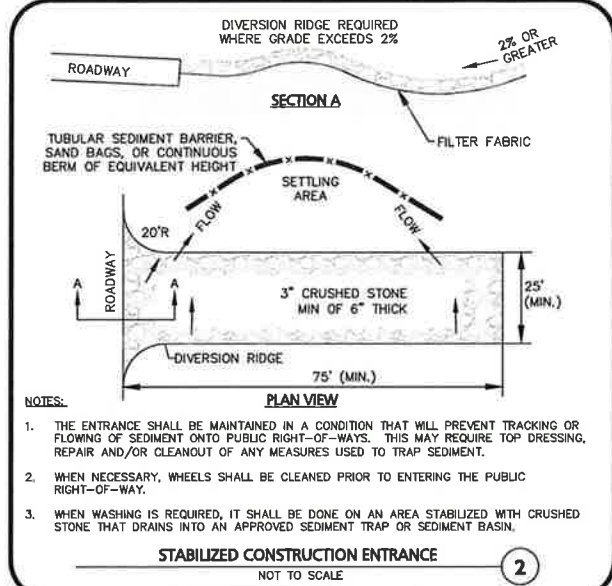 DIVERSION RIDGE REQUIRED
WHERE GRADE EXCEEDS 2%
2% OR
GREATER
ROADWAY
SECTION A
FILTER FABRIC
TUBULAR SEDIMENT BARRIER,
SAND BAGS, OR CONTINUOUS
BERM OF EQUIVALENT HEIGHT
SETTLING
AREA
FLOW
FLOW
20'R
ROADWAY
A
A
3" CRUSHED STONE
MIN OF 6" THICK
25'
(MIN.)
DIVERSION RIDGE
75' (MIN.)
PLAN VIEW
NOTES:
1. THE ENTRANCE SHALL BE MAINTAINED IN A CONDITION THAT WILL PREVENT TRACKING OR
FLOWING OF SEDIMENT ONTO PUBLIC RIGHT-OF-WAYS. THIS MAY REQUIRE TOP DRESSING,
REPAIR AND/OR CLEANOUT OF ANY MEASURES USED TO TRAP SEDIMENT.
2. WHEN NECESSARY, WHEELS SHALL BE CLEANED PRIOR TO ENTERING THE PUBLIC
RIGHT-OF-WAY.
3. WHEN WASHING IS REQUIRED, IT SHALL BE DONE ON AN AREA STABILIZED WITH CRUSHED
STONE THAT DRAINS INTO AN APPROVED SEDIMENT TRAP OR SEDIMENT BASIN.
STABILIZED CONSTRUCTION ENTRANCE
NOT TO SCALE
2